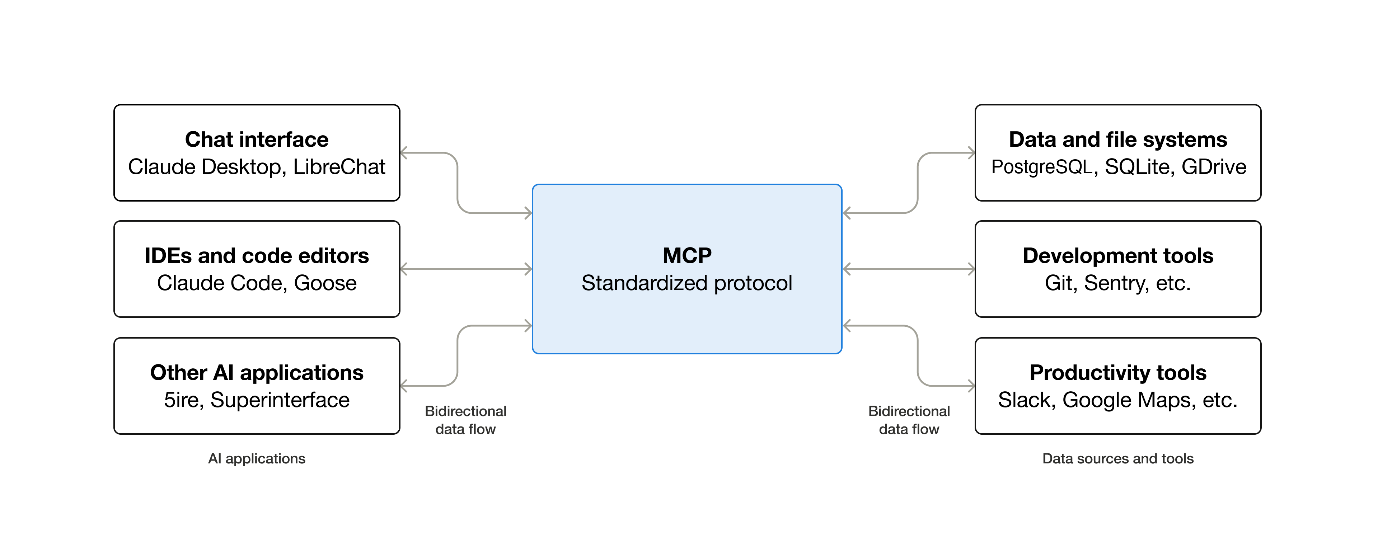 Chat interface
Claude Desktop, LibreChat
IDEs and code editors
Claude Code, Goose
Other AI applications
5ire, Superinterface
AI applications
Bidirectional
data flow
MCP
Standardized protocol
Bidirectional
data flow
Data and file systems
PostgreSQL, SQLite, GDrive
Development tools
Git, Sentry, etc.
Productivity tools
Slack, Google Maps, etc.
Data sources and tools